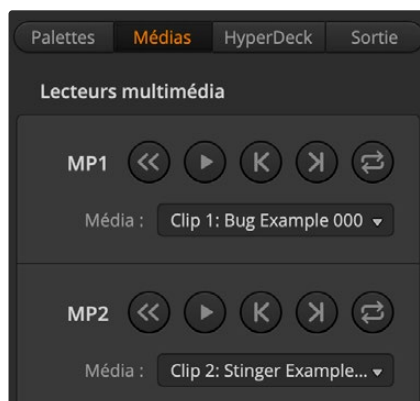 Palettes Médias HyperDeck Sortie
Lecteurs multimédia
MP1
Média : Clip 1: Bug Example 000
MP2
Média : Clip 2: Stinger Example...